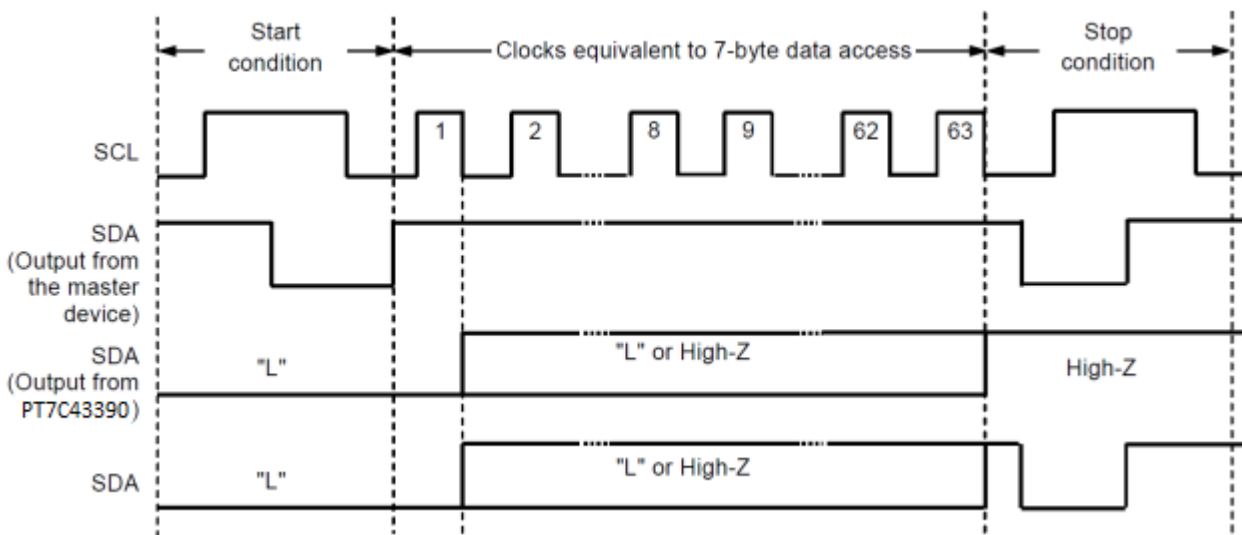 Start
condition
Clocks equivalent to 7-byte data access
Stop
condition
SCL
1
2
8
9
62
63
SDA
(Output from
the master
device)
SDA
(Output from
PT7C43390)
"L"
"L" or High-Z
High-Z
SDA
"L"
"L" or High-Z